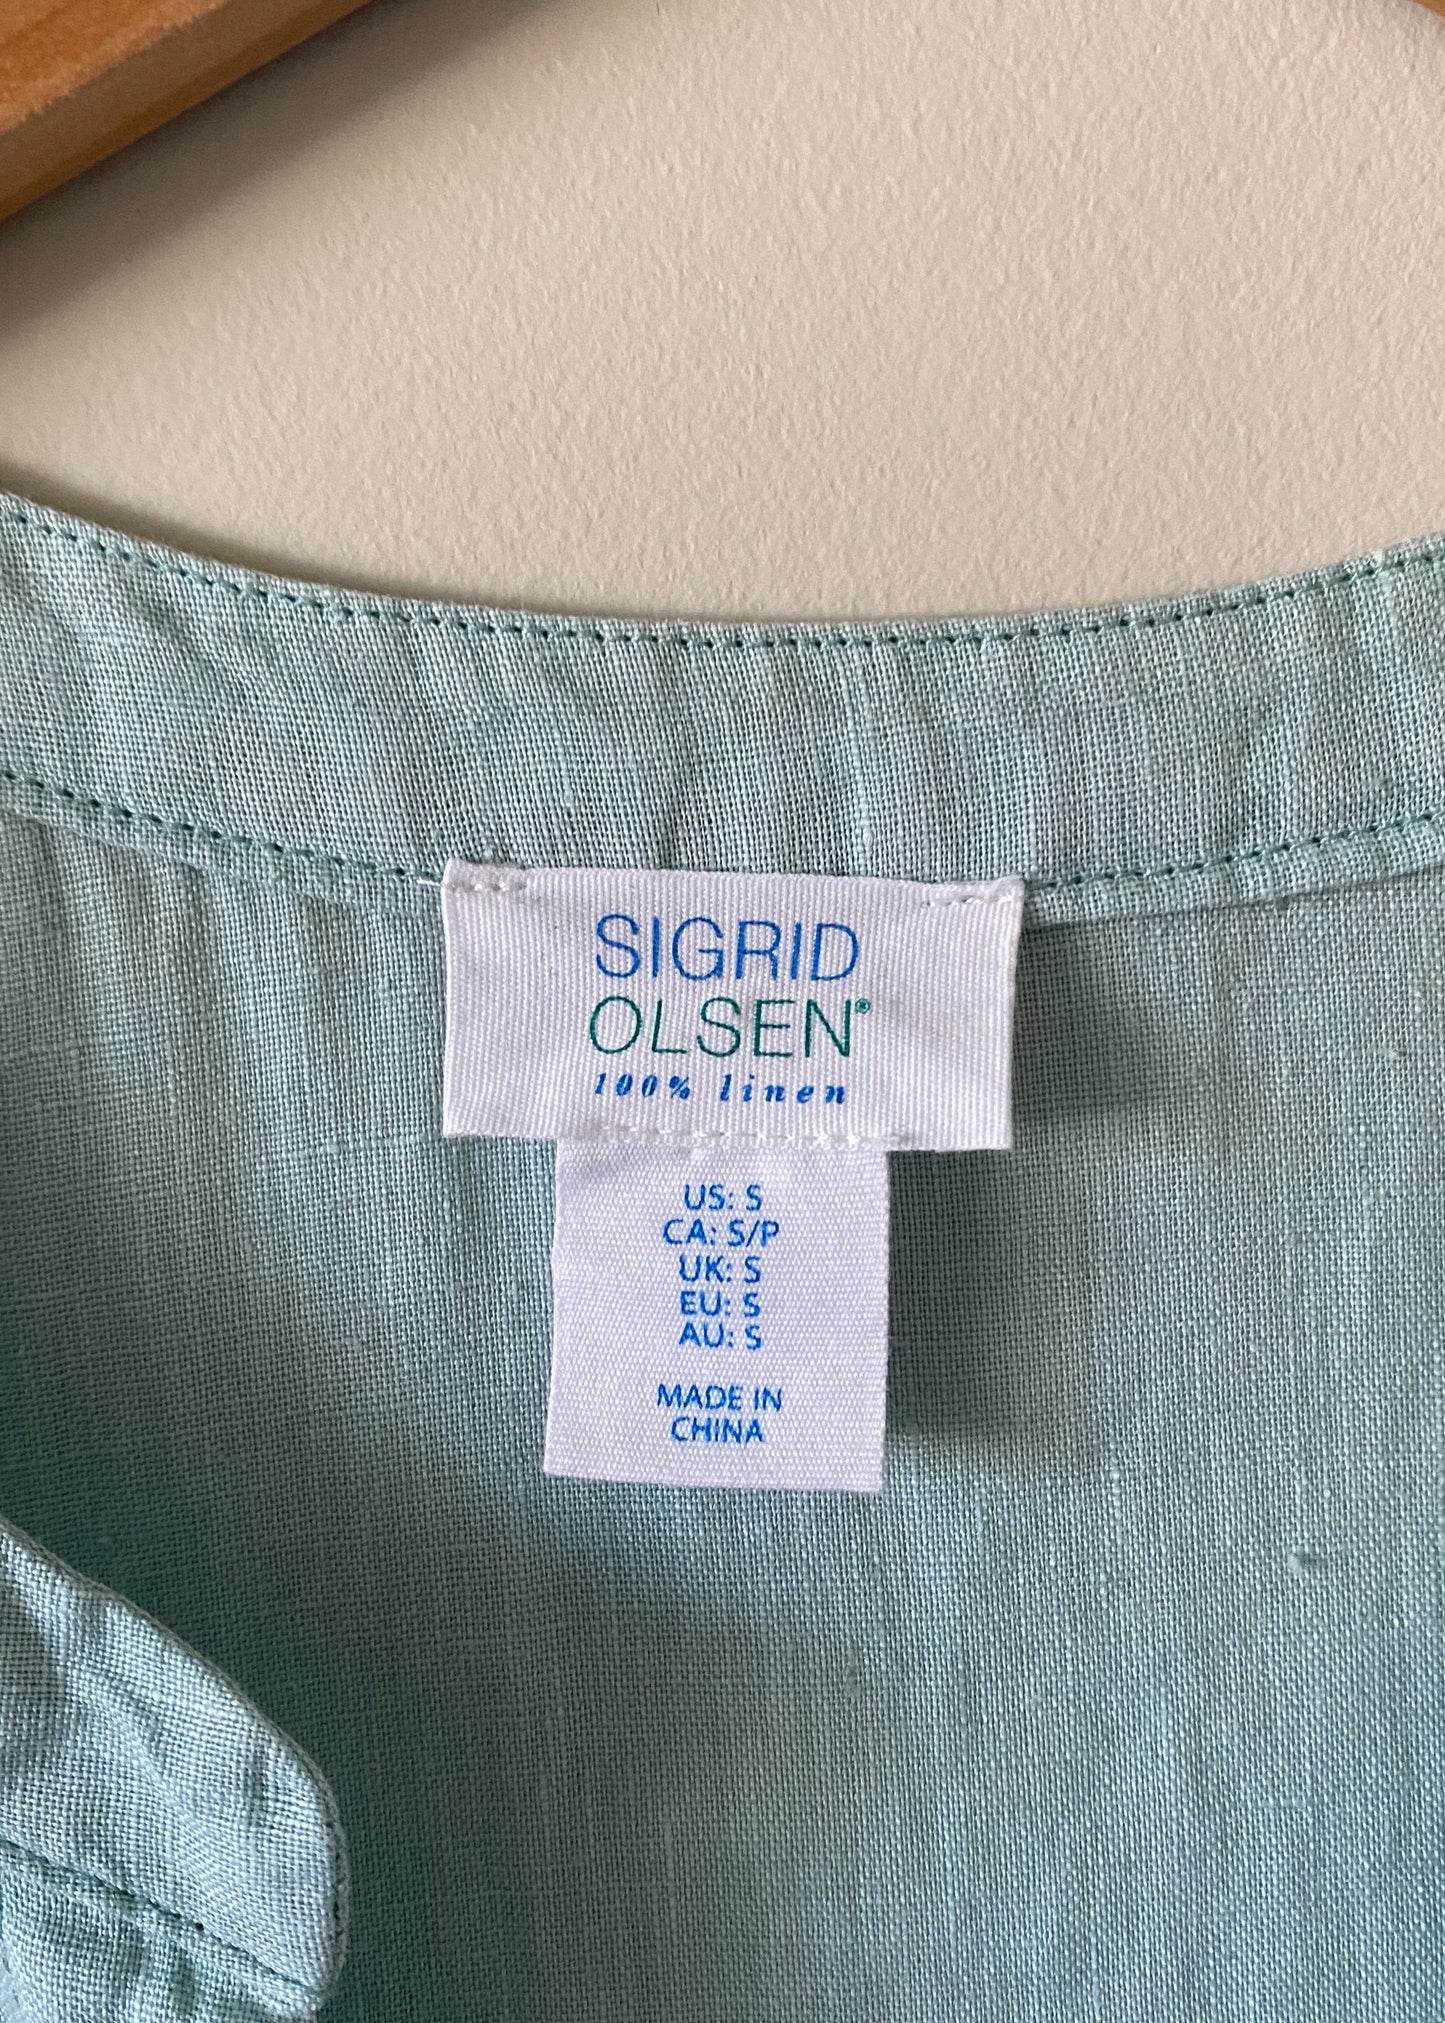 SIGRID
OLSEN®
100% linen
US: S
CA: S/P
UK: S
EU: S
AU: S
MADE IN
CHINA